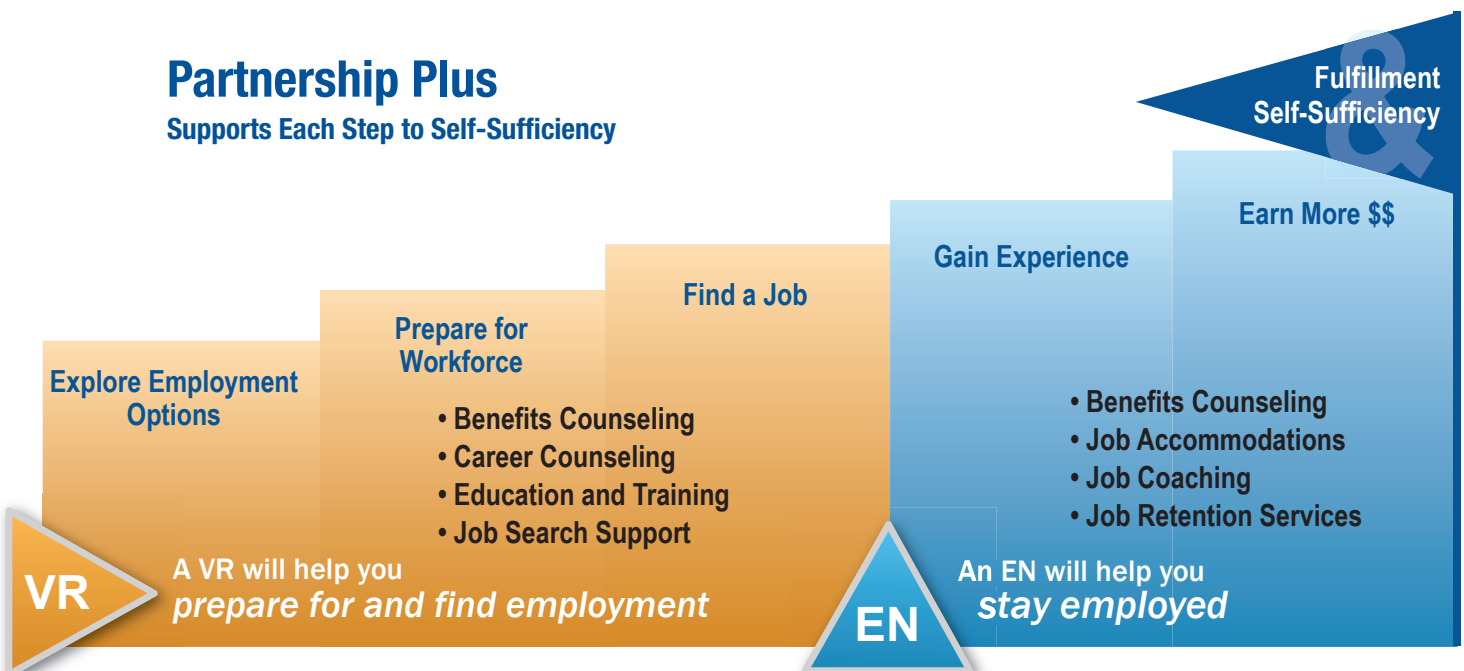 Partnership Plus
Supports Each Step to Self-Sufficiency
&
Fulfillment
Self-Sufficiency
Explore Employment
Options
Prepare for
Workforce
Find a Job
Gain Experience
Earn More $$
• Benefits Counseling
• Career Counseling
• Education and Training
• Job Search Support
• Benefits Counseling
• Job Accommodations
• Job Coaching
• Job Retention Services
VR
A VR will help you
prepare for and find employment
EN
An EN will help you
stay employed